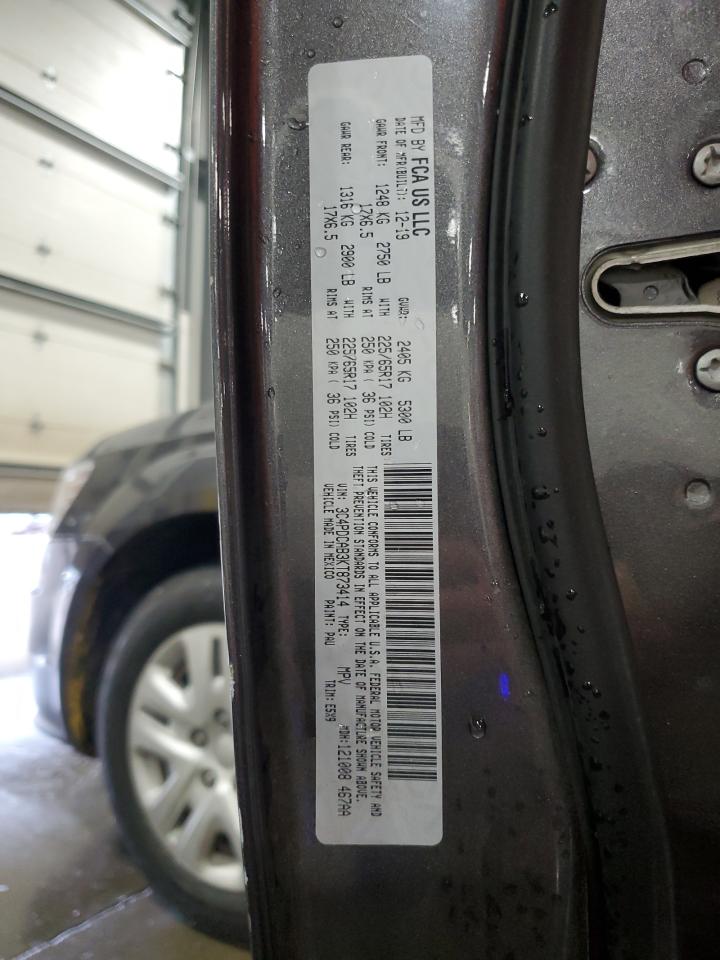 MFD BY FCA US LLC
DATE OF MFR(BUILT): 12-19 GVWR: 2405 KG 5300 LB
GAWR FRONT: 1248 KG 2750 LB WITH 225/65R17 102H TIRES
17X6.5 RIMS AT 250 KPA ( 36 PSI) COLD
GAWR REAR: 1316 KG 2900 LB WITH 225/65R17 102H TIRES
17X6.5 RIMS AT 250 KPA ( 36 PSI) COLD
THIS VEHICLE CONFORMS TO ALL APPLICABLE U.S.A. FEDERAL MOTOR VEHICLE SAFETY AND
THEFT PREVENTION STANDARDS IN EFFECT ON THE DATE OF MANUFACTURE SHOWN ABOVE.
VIN: 3C4PDCAB3KT873414 TYPE: MPV MDH:121008 467AA
VEHICLE MADE IN MEXICO PAINT: PAU TRIM: E5X9